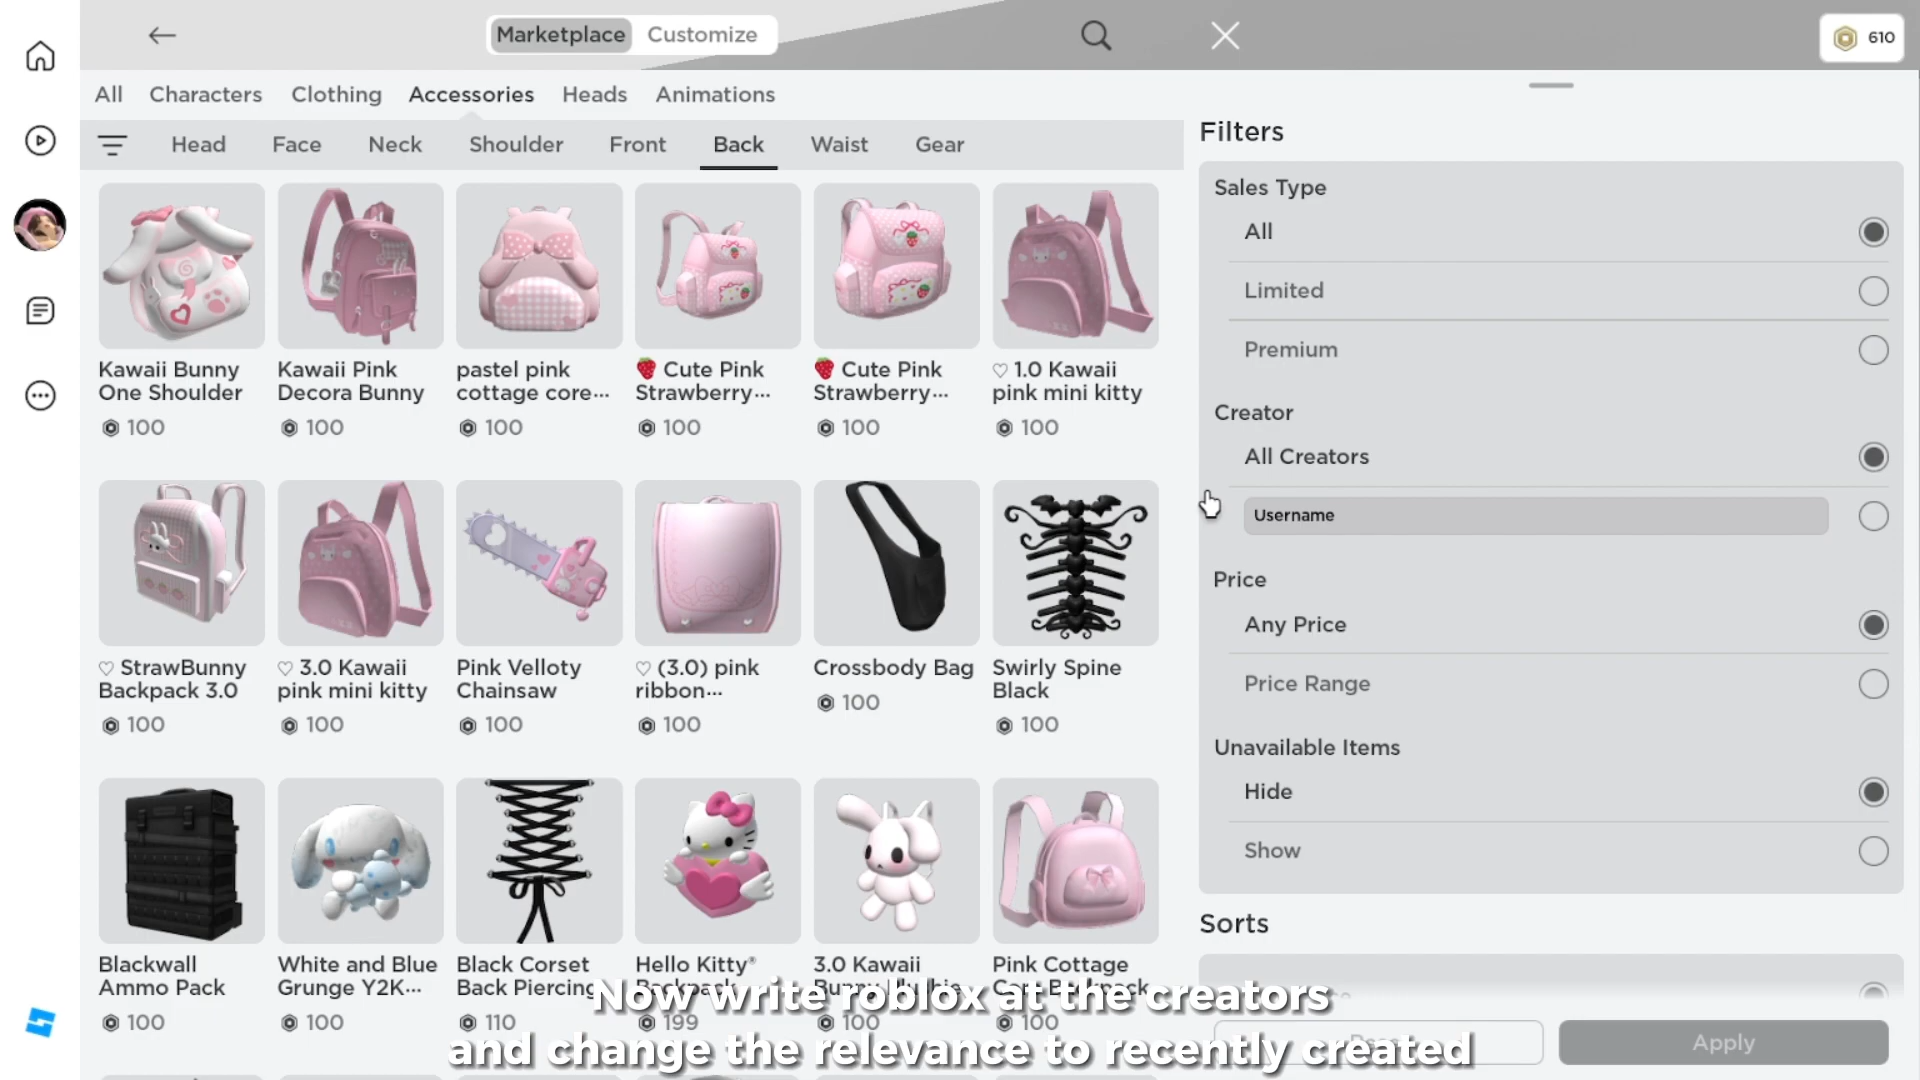 Marketplace Customize
610
All Characters Clothing Accessories Heads Animations
Head Face Neck Shoulder Front Back Waist Gear
Kawaii Bunny
One Shoulder
100
Kawaii Pink
Decora Bunny
100
pastel pink
cottage core...
100
🍓 Cute Pink
Strawberry...
100
🍓 Cute Pink
Strawberry...
100
♡ 1.0 Kawaii
pink mini kitty
100
♡ StrawBunny
Backpack 3.0
100
♡ 3.0 Kawaii
pink mini kitty
100
Pink Velloty
Chainsaw
100
♡ (3.0) pink
ribbon...
100
Crossbody Bag
100
Swirly Spine
Black
100
Blackwall
Ammo Pack
100
White and Blue
Grunge Y2K...
100
Black Corset
Back Piercing
110
Hello Kitty®
Backpack
199
3.0 Kawaii
Bunny
100
Pink Cottage
Core Backpack
100
Filters
Sales Type
All
Limited
Premium
Creator
All Creators
Username
Price
Any Price
Price Range
Unavailable Items
Hide
Show
Sorts
Apply
Now write roblox at the creators
and change the relevance to recently created